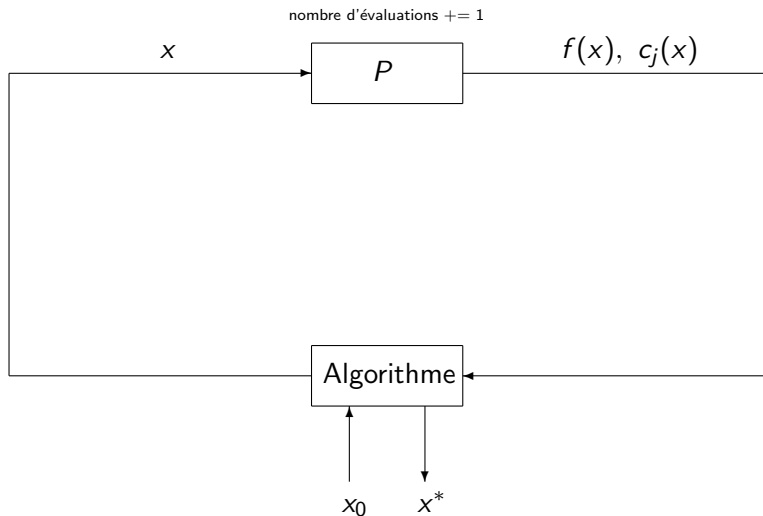 nombre d'évaluations += 1
x
P
f(x), c_j(x)
Algorithme
x_0
x*